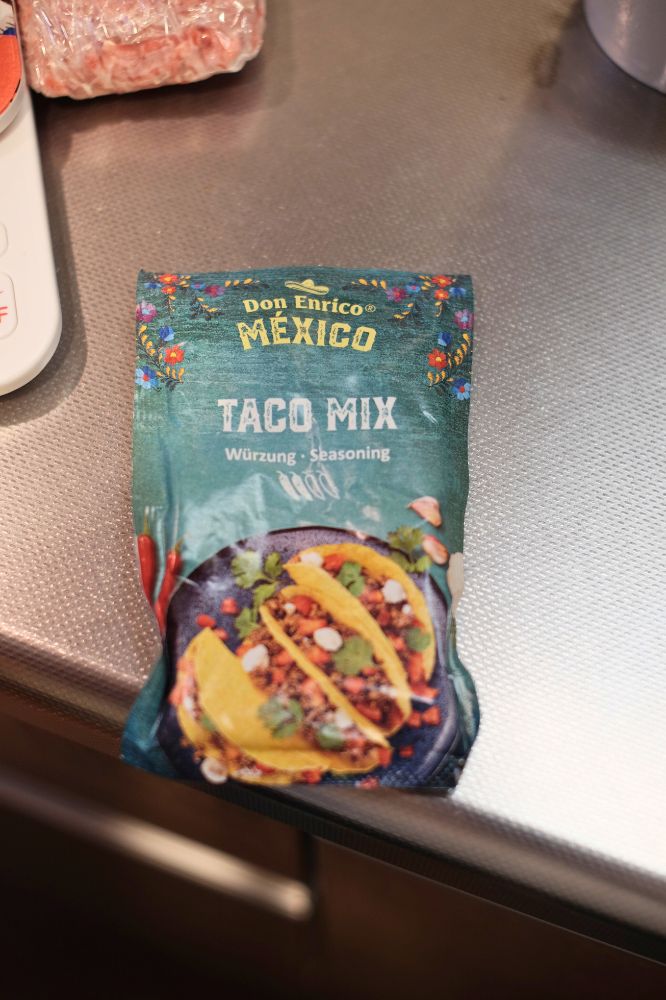 Don Enrico®
MÉXICO
TACO MIX
Würzung · Seasoning